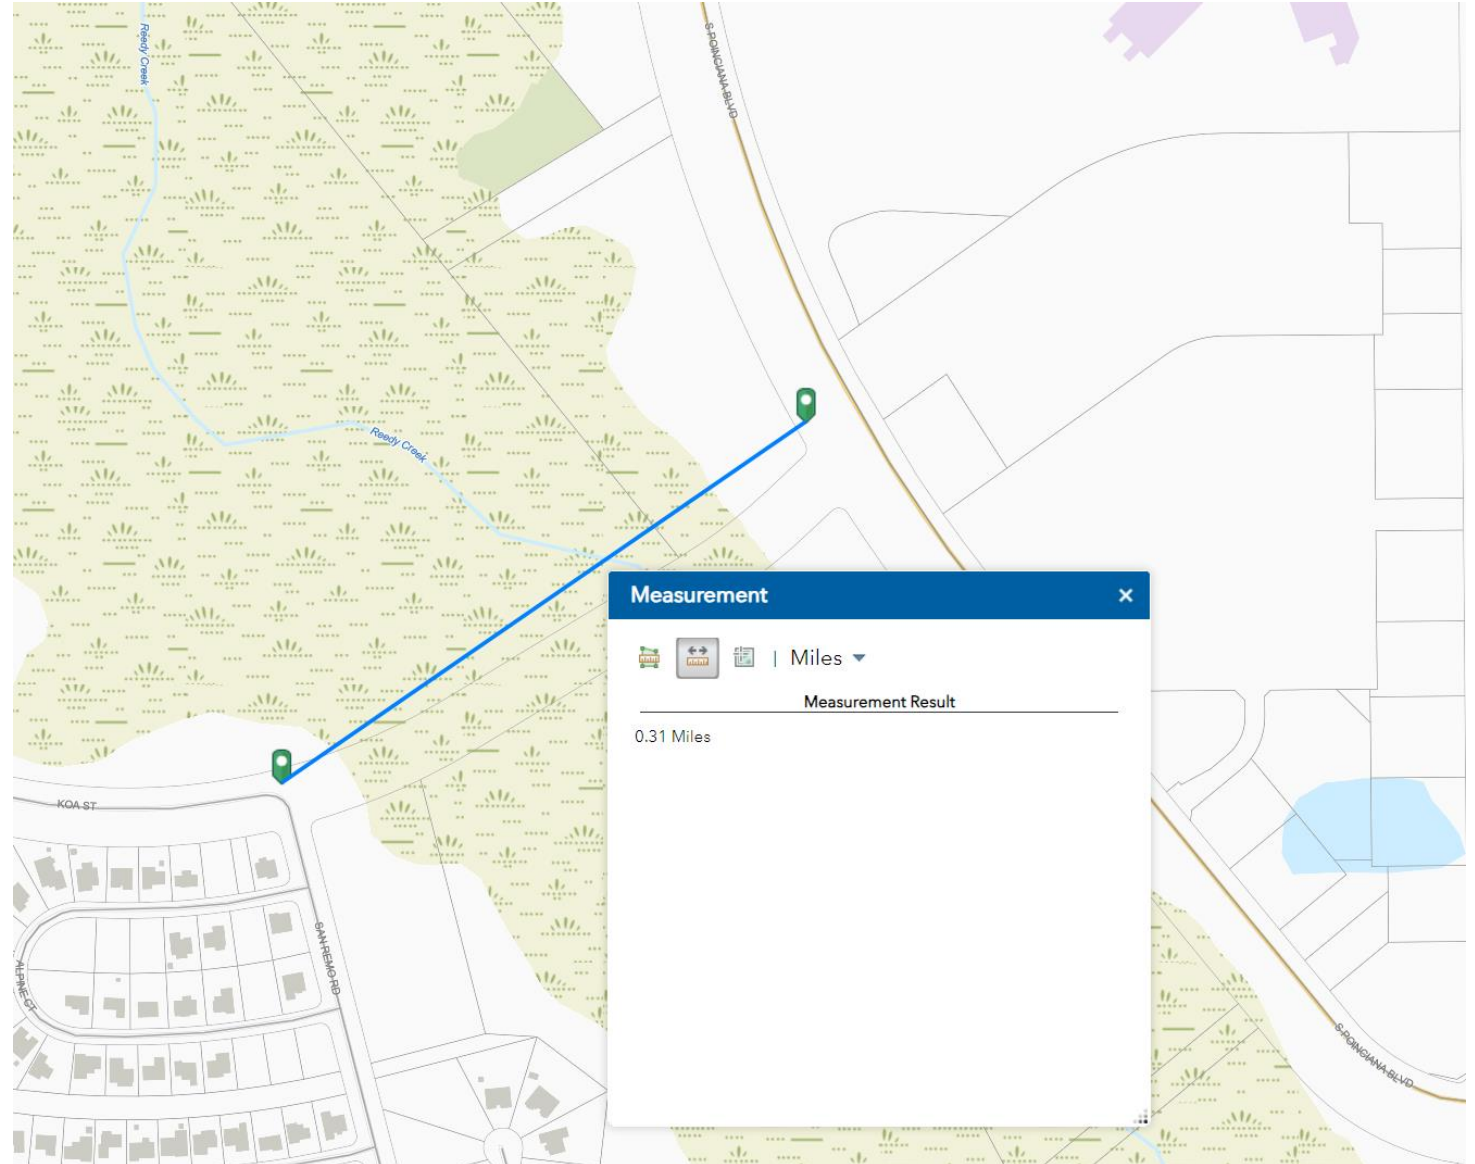 Reedy Creek
S POINCIANA BLVD
Reedy Creek
Measurement
Miles
Measurement Result
0.31 Miles
KOA ST
SAN REMO RD
ALPINE CT
S POINCIANA BLVD